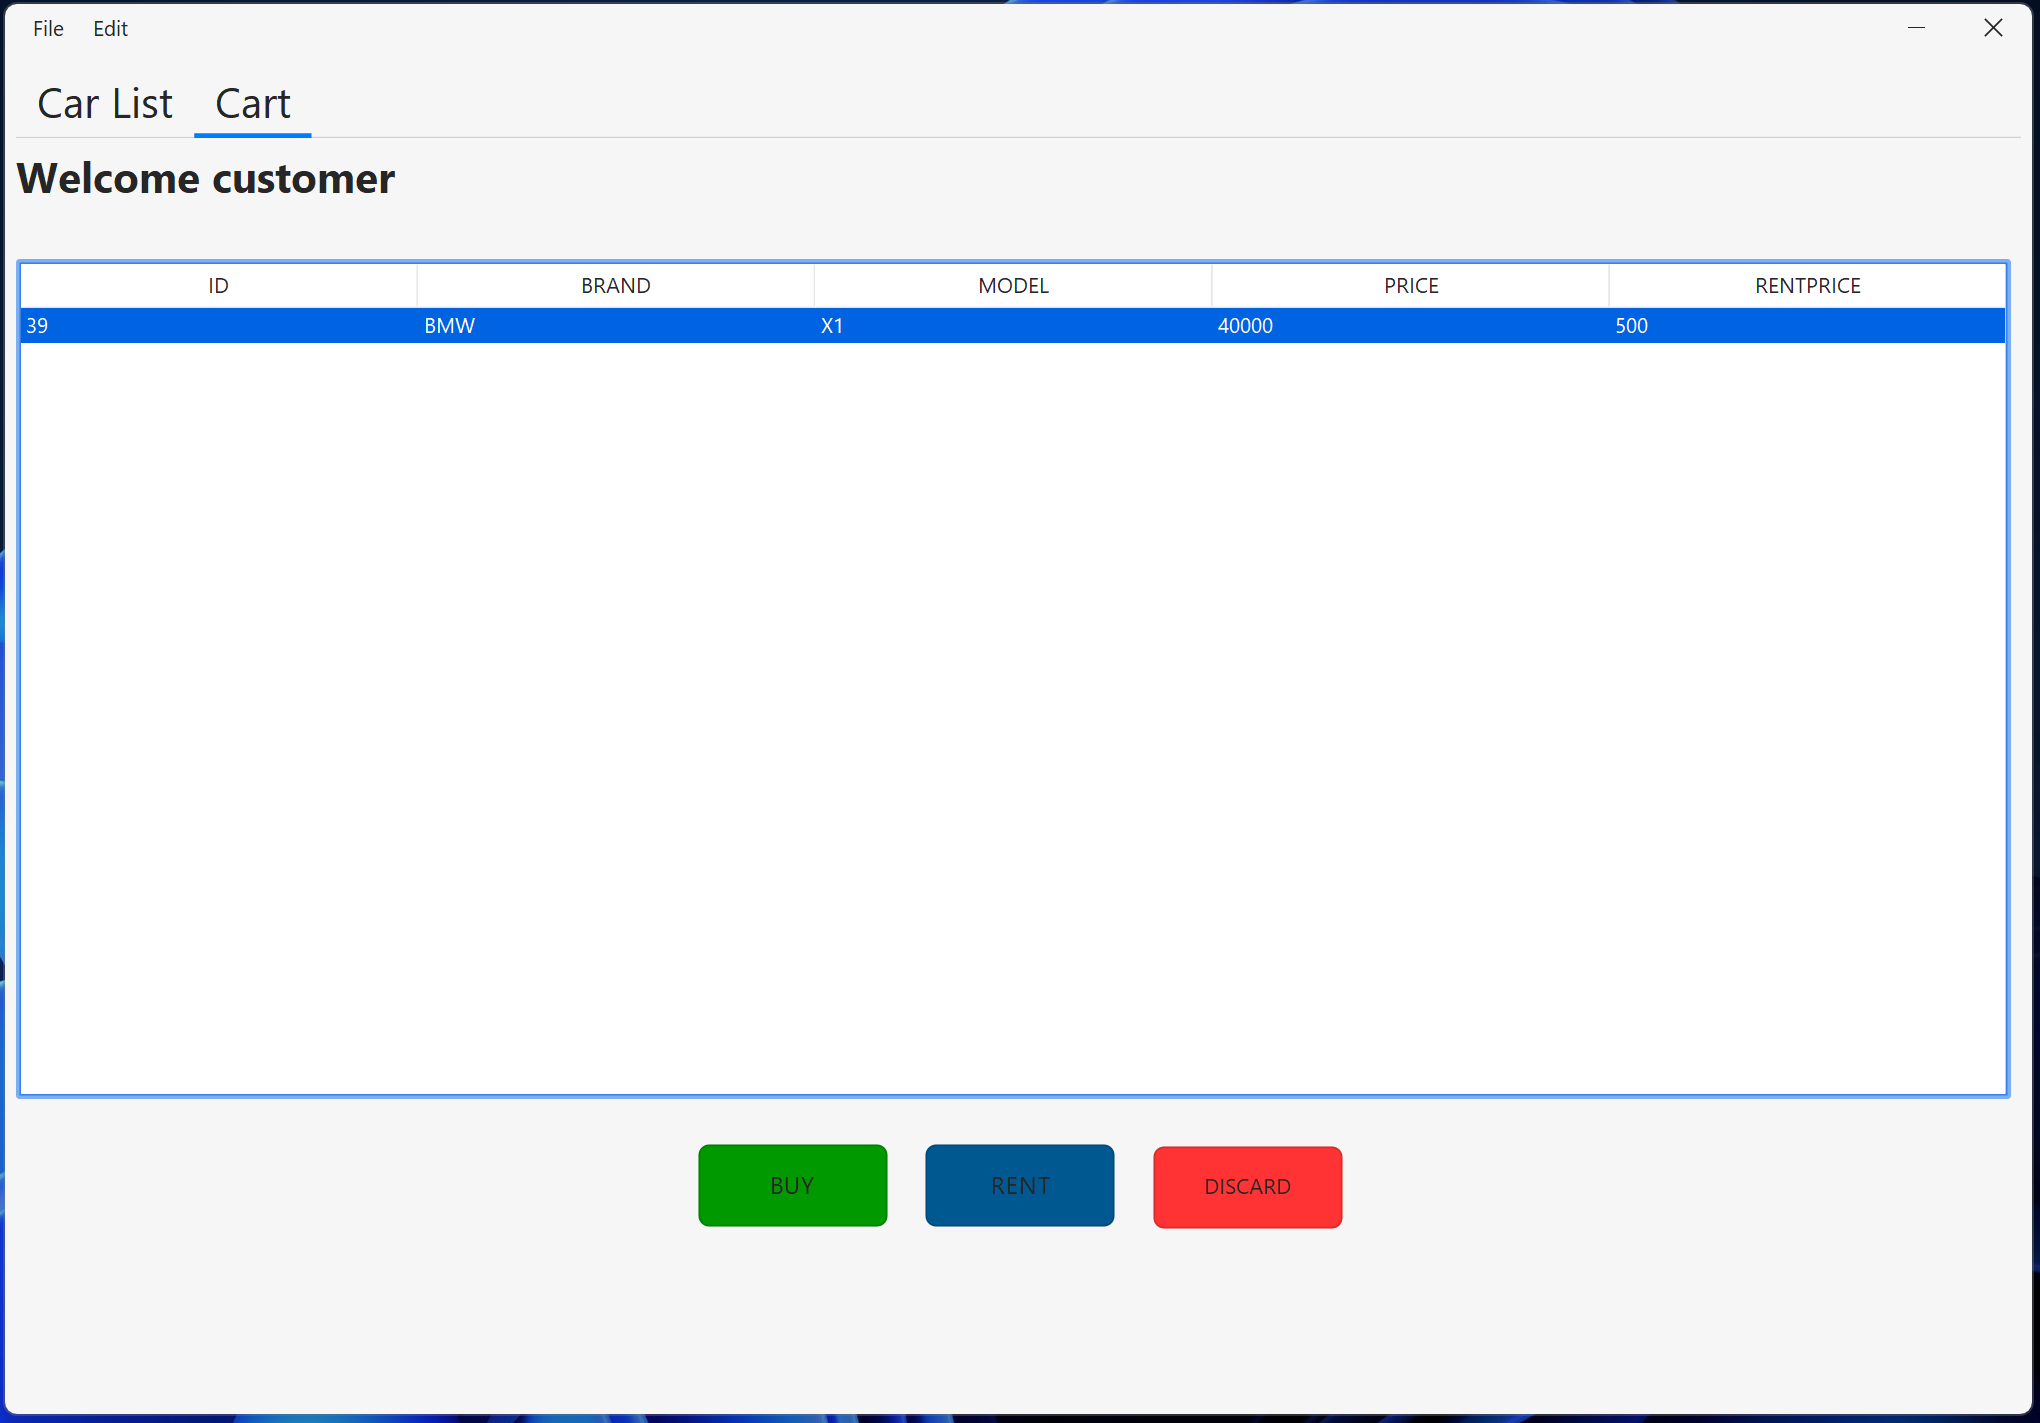 File Edit
Car List Cart
Welcome customer
ID BRAND MODEL PRICE RENTPRICE
39 BMW X1 40000 500
BUY RENT DISCARD